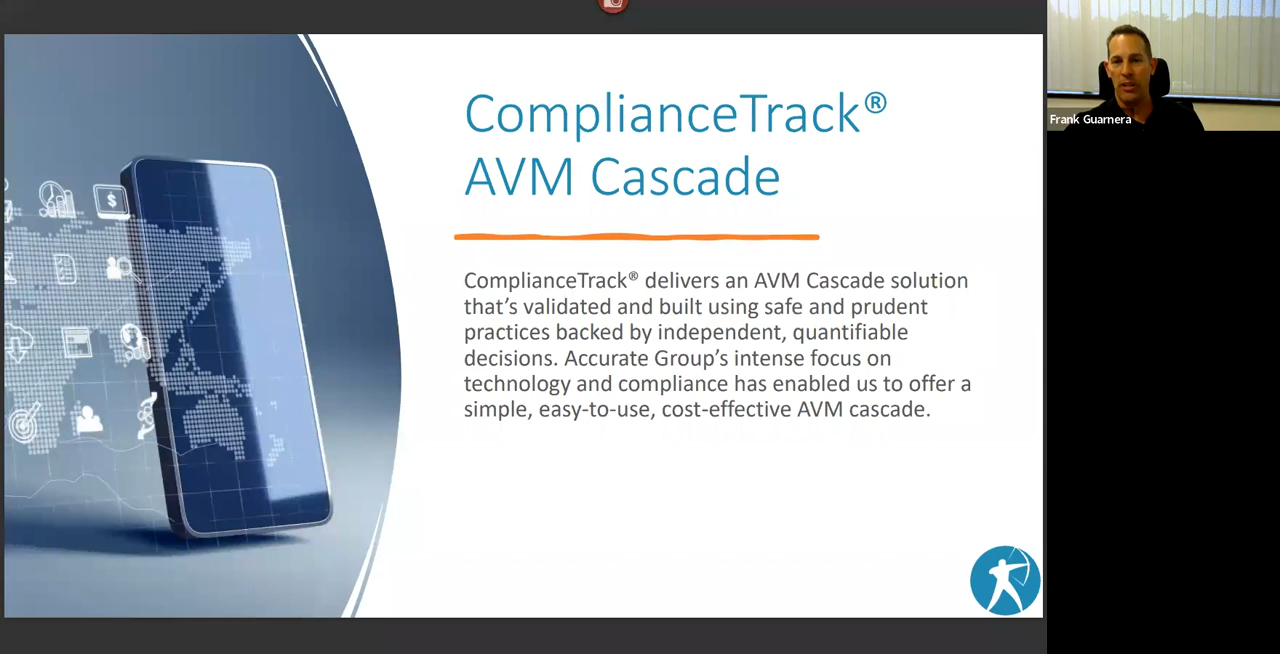 ComplianceTrack®
AVM Cascade
ComplianceTrack® delivers an AVM Cascade solution
that's validated and built using safe and prudent
practices backed by independent, quantifiable
decisions. Accurate Group's intense focus on
technology and compliance has enabled us to offer a
simple, easy-to-use, cost-effective AVM cascade.
$
Frank Guarnera